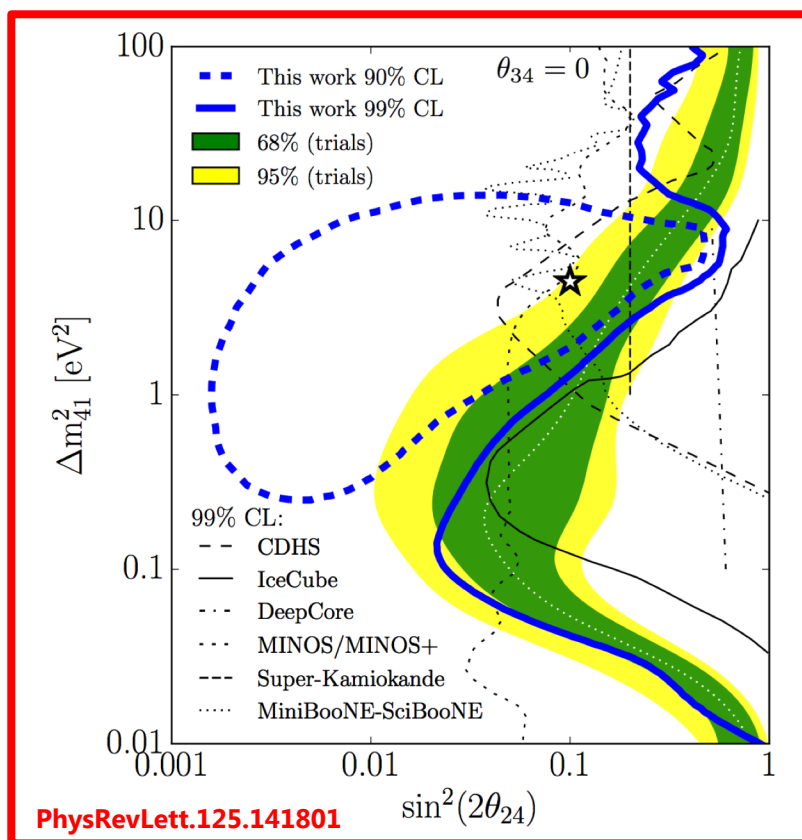 100
10
1
0.1
0.01
Δm²₄₁ [eV²]
This work 90% CL
This work 99% CL
68% (trials)
95% (trials)
θ₃₄ = 0
99% CL:
CDHS
IceCube
DeepCore
MINOS/MINOS+
Super-Kamiokande
MiniBooNE-SciBooNE
0.001
0.01
0.1
1
sin²(2θ₂₄)
PhysRevLett.125.141801